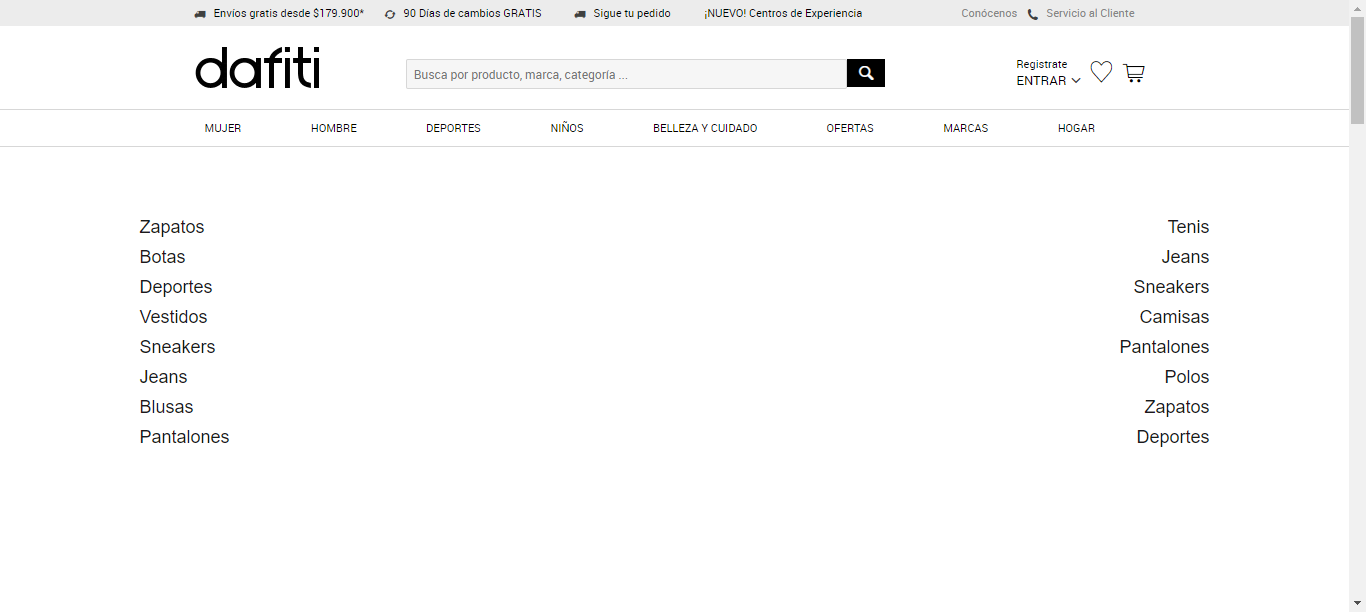 Envíos gratis desde $179.900*
90 Días de cambios GRATIS
Sigue tu pedido
¡NUEVO! Centros de Experiencia
Conócenos
Servicio al Cliente
dafiti
Busca por producto, marca, categoría ...
Registrate
ENTRAR
MUJER
HOMBRE
DEPORTES
NIÑOS
BELLEZA Y CUIDADO
OFERTAS
MARCAS
HOGAR
Zapatos
Botas
Deportes
Vestidos
Sneakers
Jeans
Blusas
Pantalones
Tenis
Jeans
Sneakers
Camisas
Pantalones
Polos
Zapatos
Deportes